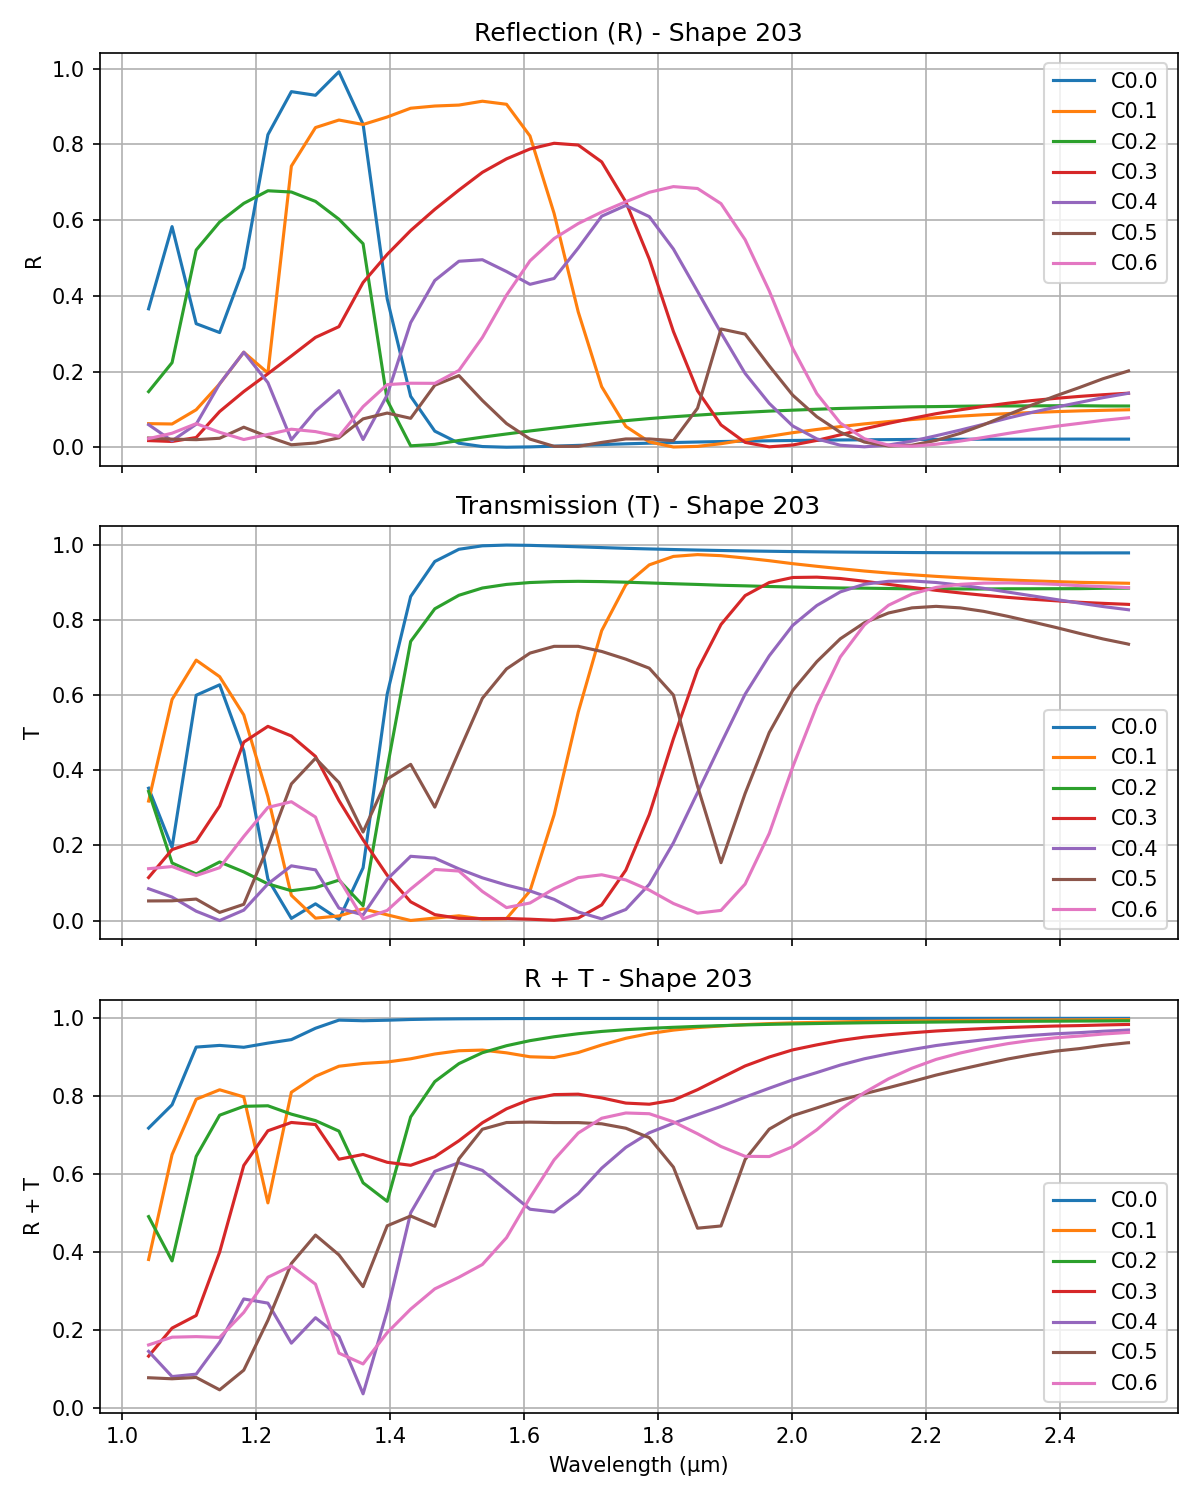 Reflection (R) - Shape 203
1.0
0.8
0.6
0.4
0.2
0.0
R
C0.0
C0.1
C0.2
C0.3
C0.4
C0.5
C0.6
Transmission (T) - Shape 203
1.0
0.8
0.6
0.4
0.2
0.0
T
C0.0
C0.1
C0.2
C0.3
C0.4
C0.5
C0.6
R + T - Shape 203
1.0
0.8
0.6
0.4
0.2
0.0
R + T
C0.0
C0.1
C0.2
C0.3
C0.4
C0.5
C0.6
1.0 1.2 1.4 1.6 1.8 2.0 2.2 2.4
Wavelength (μm)